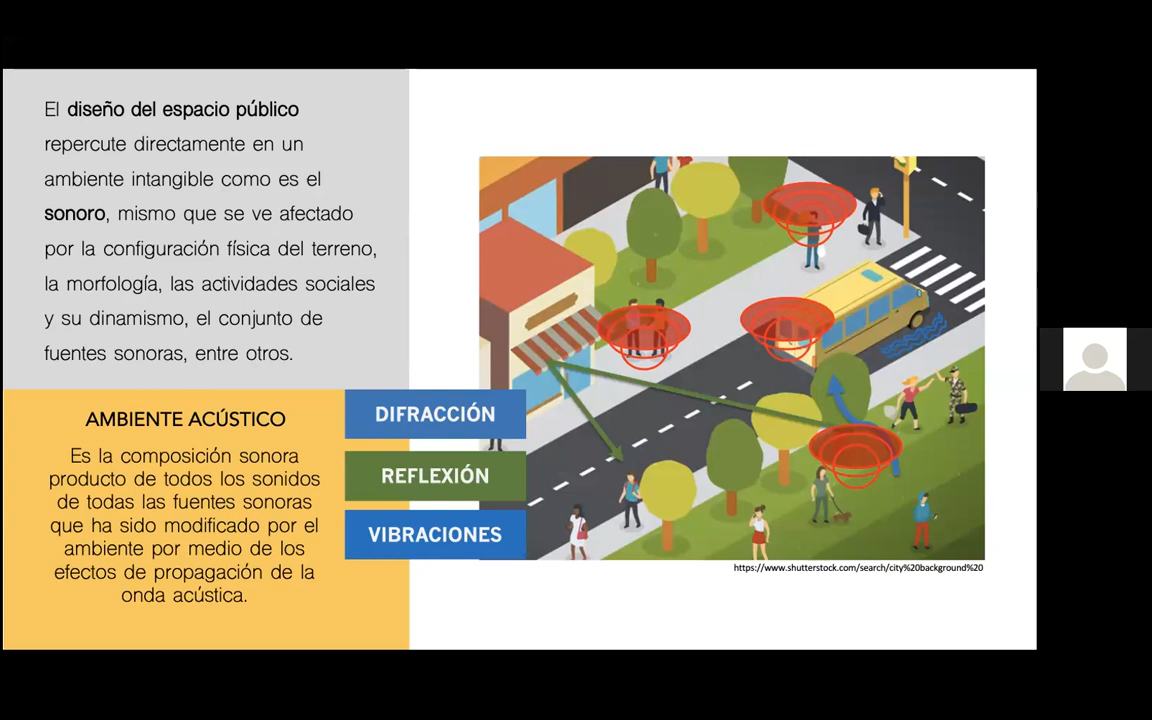 El diseño del espacio público
repercute directamente en un
ambiente intangible como es el
sonoro, mismo que se ve afectado
por la configuración física del terreno,
la morfología, las actividades sociales
y su dinamismo, el conjunto de
fuentes sonoras, entre otros.
AMBIENTE ACÚSTICO
Es la composición sonora
producto de todos los sonidos
de todas las fuentes sonoras
que ha sido modificado por el
ambiente por medio de los
efectos de propagación de la
onda acústica.
DIFRACCIÓN
REFLEXIÓN
VIBRACIONES
https://www.shutterstock.com/search/city%20background%20